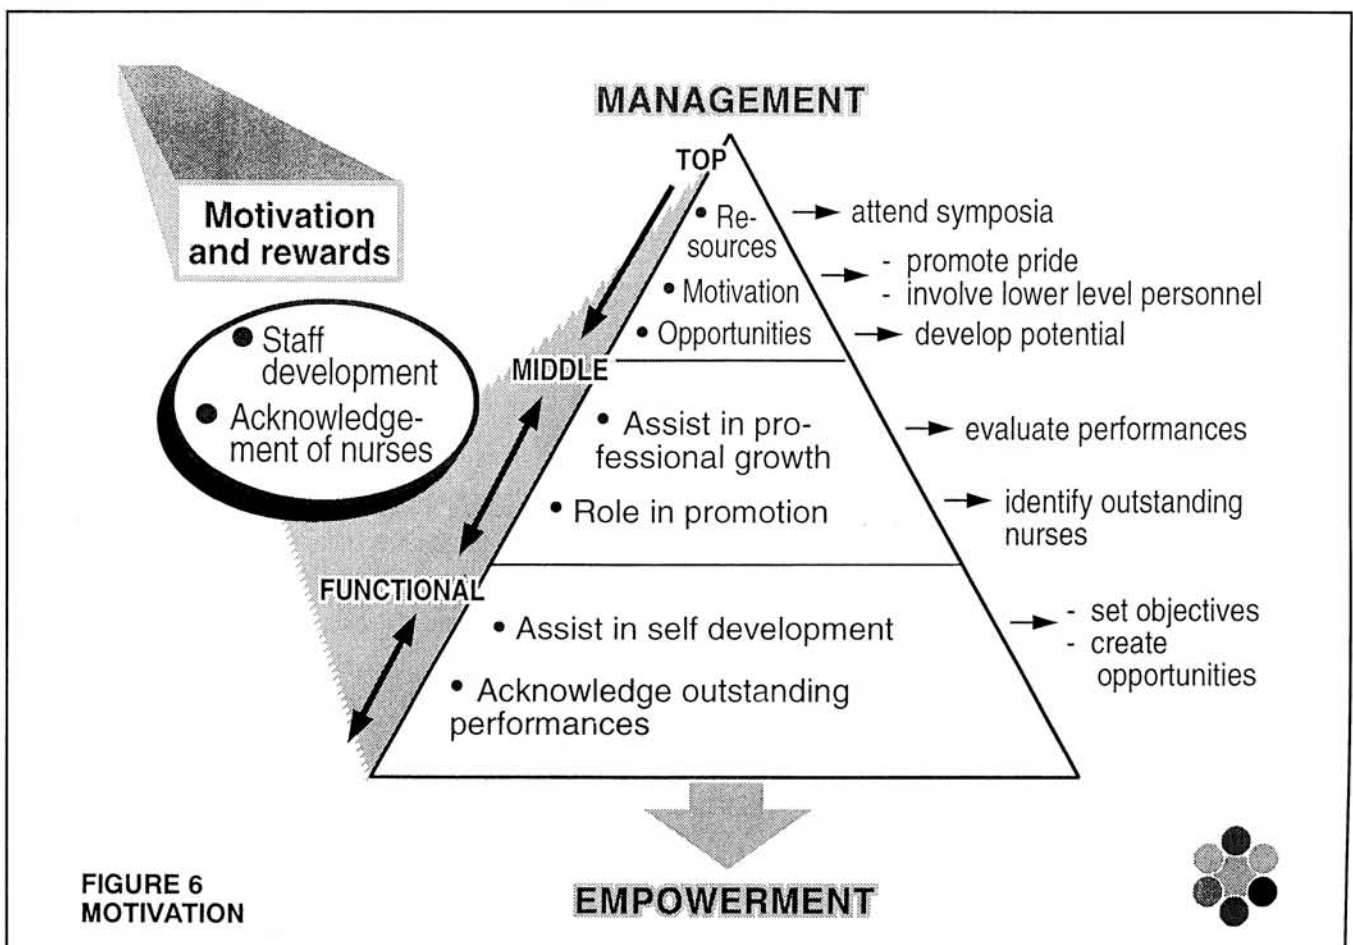 MANAGEMENT
TOP
Motivation
and rewards
• Re-
sources
→ attend symposia
• Motivation
→ - promote pride
- involve lower level personnel
• Opportunities
→ develop potential
● Staff
development
● Acknowledge-
ment of nurses
MIDDLE
• Assist in pro-
fessional growth
→ evaluate performances
• Role in promotion
→ identify outstanding
nurses
FUNCTIONAL
• Assist in self development
→ - set objectives
- create
opportunities
• Acknowledge outstanding
performances
EMPOWERMENT
FIGURE 6
MOTIVATION